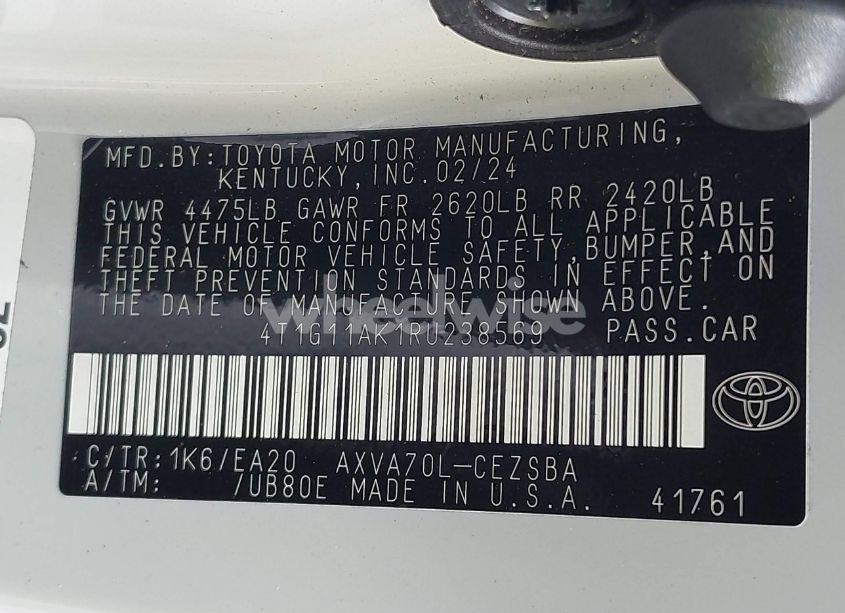 MFD. BY: TOYOTA MOTOR MANUFACTURING,
KENTUCKY, INC. 02/24
GVWR 4475LB GAWR FR 2620LB RR 2420LB
THIS VEHICLE CONFORMS TO ALL APPLICABLE
FEDERAL MOTOR VEHICLE SAFETY, BUMPER, AND
THEFT PREVENTION STANDARDS IN EFFECT ON
THE DATE OF MANUFACTURE SHOWN ABOVE.
wheelwise
4T1G11AK1RU238569 PASS. CAR
C/TR: 1K6/EA20 AXVA70L-CEZSBA
A/TM: /UB80E MADE IN U.S.A. 41761